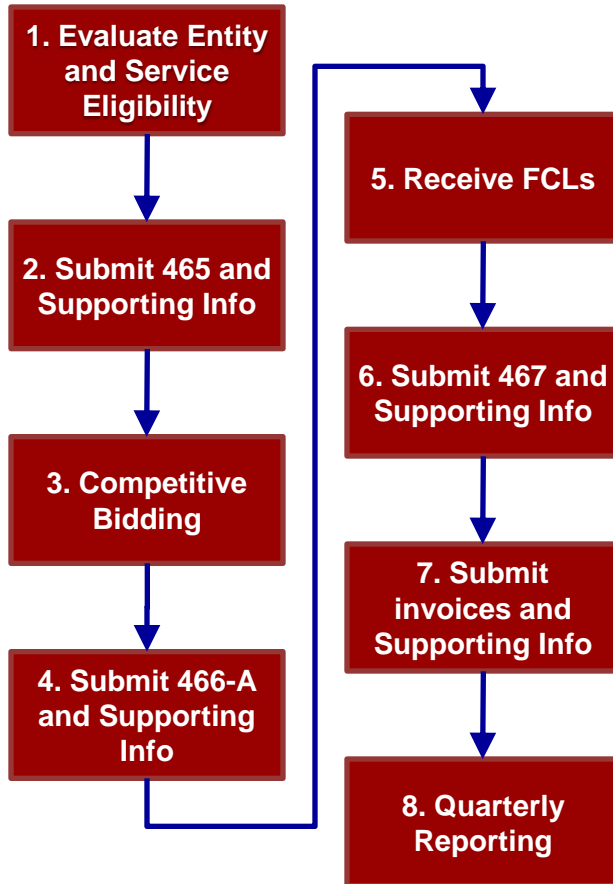 1. Evaluate Entity
and Service
Eligibility
2. Submit 465 and
Supporting Info
3. Competitive
Bidding
4. Submit 466-A
and Supporting
Info
5. Receive FCLs
6. Submit 467 and
Supporting Info
7. Submit
invoices and
Supporting Info
8. Quarterly
Reporting